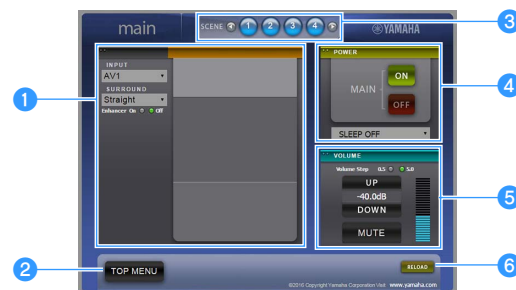 main
SCENE 1 2 3 4
YAMAHA
3
INPUT
AV1
SURROUND
Straight
Enhancer On Off
1
POWER
MAIN
ON
OFF
SLEEP OFF
4
VOLUME
Volume Step 0.5 5.0
UP
-40.0dB
DOWN
MUTE
5
2
TOP MENU
RELOAD
6
©2010 Copyright Yamaha Corporation Visit www.yamaha.com